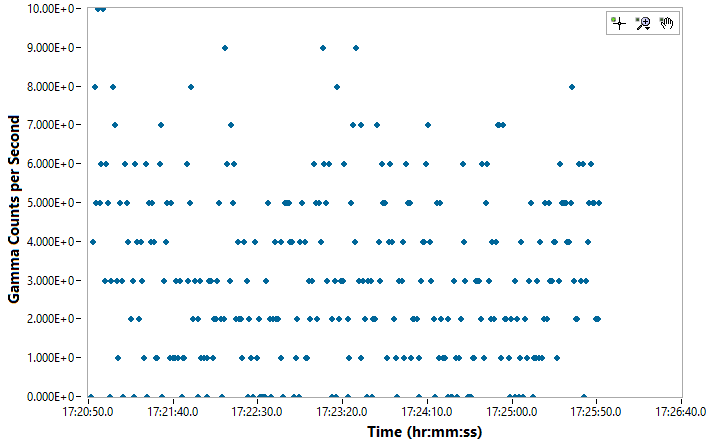 10.00E+0
9.000E+0
8.000E+0
7.000E+0
6.000E+0
5.000E+0
4.000E+0
3.000E+0
2.000E+0
1.000E+0
0.000E+0
Gamma Counts per Second
17:20:50.0 17:21:40.0 17:22:30.0 17:23:20.0 17:24:10.0 17:25:00.0 17:25:50.0 17:26:40.0
Time (hr:mm:ss)